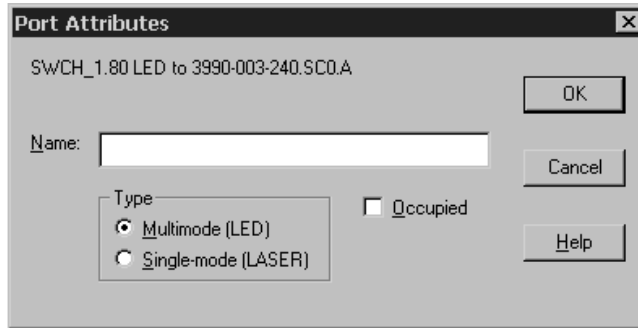 Port Attributes
SWCH_1.80 LED to 3990-003-240.SC0.A
OK
Name:
Cancel
Type
Occupied
Multimode (LED)
Help
Single-mode (LASER)